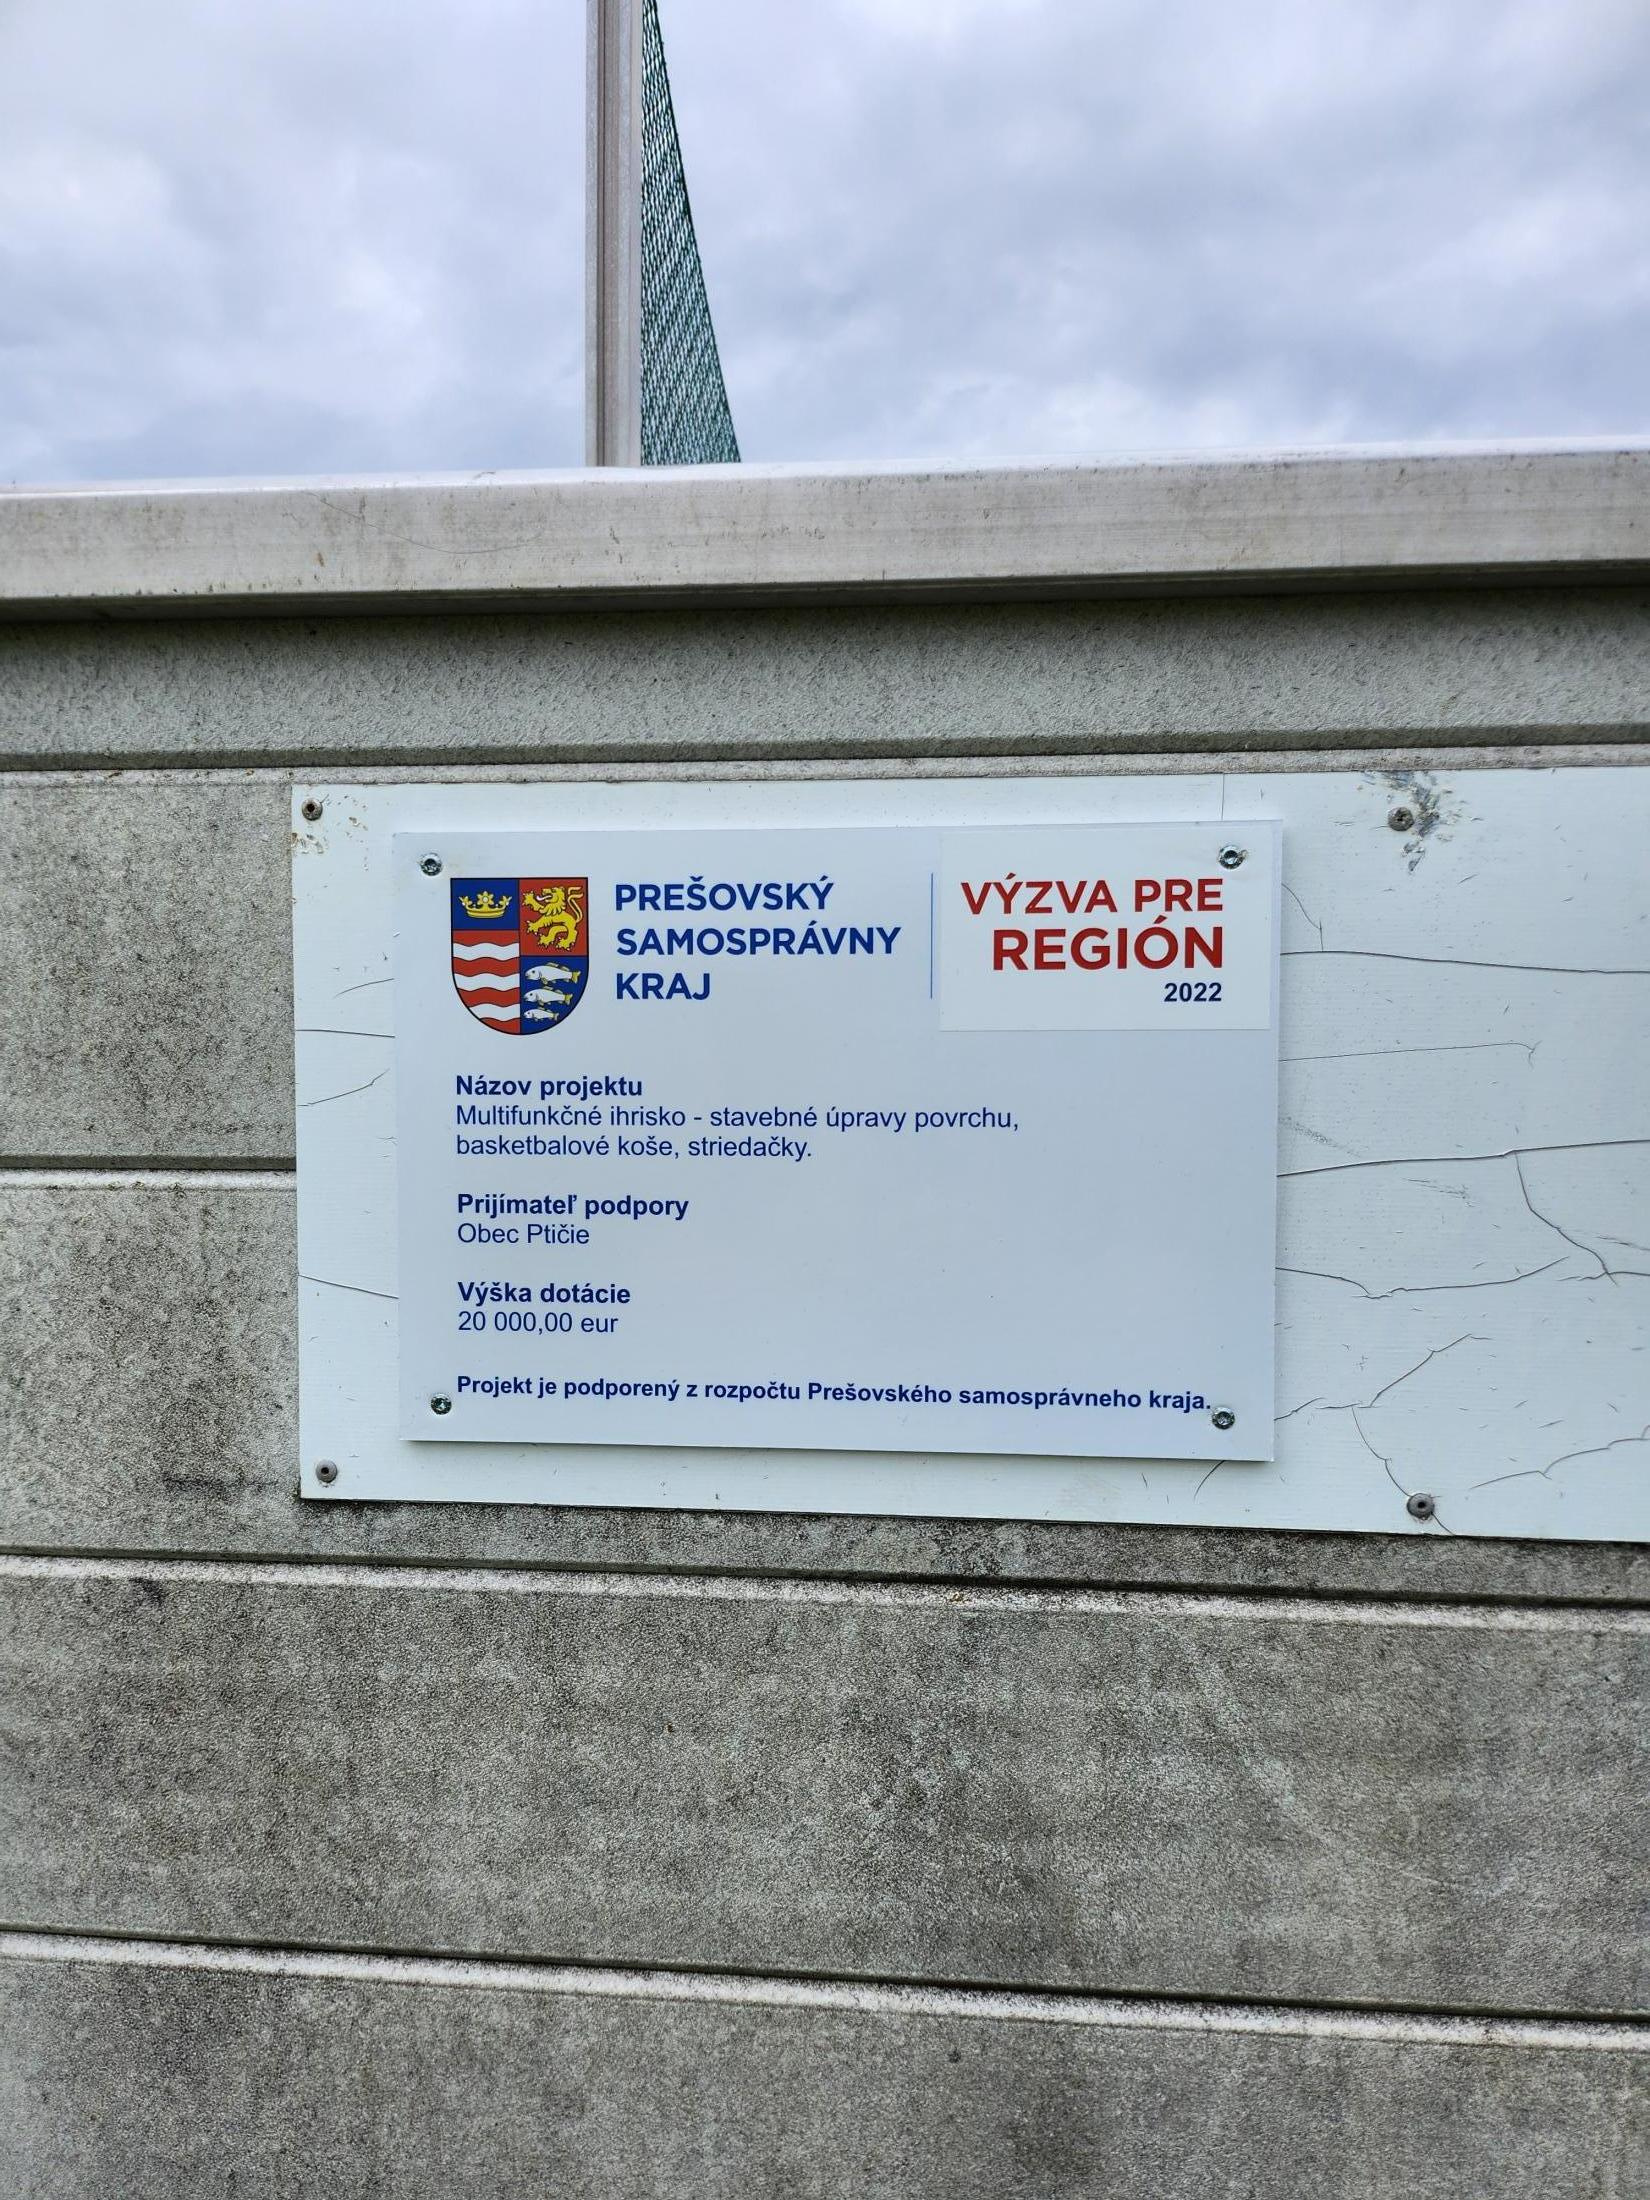 PREŠOVSKÝ
SAMOSPRÁVNY
KRAJ
VÝZVA PRE
REGIÓN
2022
Názov projektu
Multifunkčné ihrisko - stavebné úpravy povrchu,
basketbalové koše, striedačky.
Prijímateľ podpory
Obec Ptičie
Výška dotácie
20 000,00 eur
Projekt je podporený z rozpočtu Prešovského samosprávneho kraja.